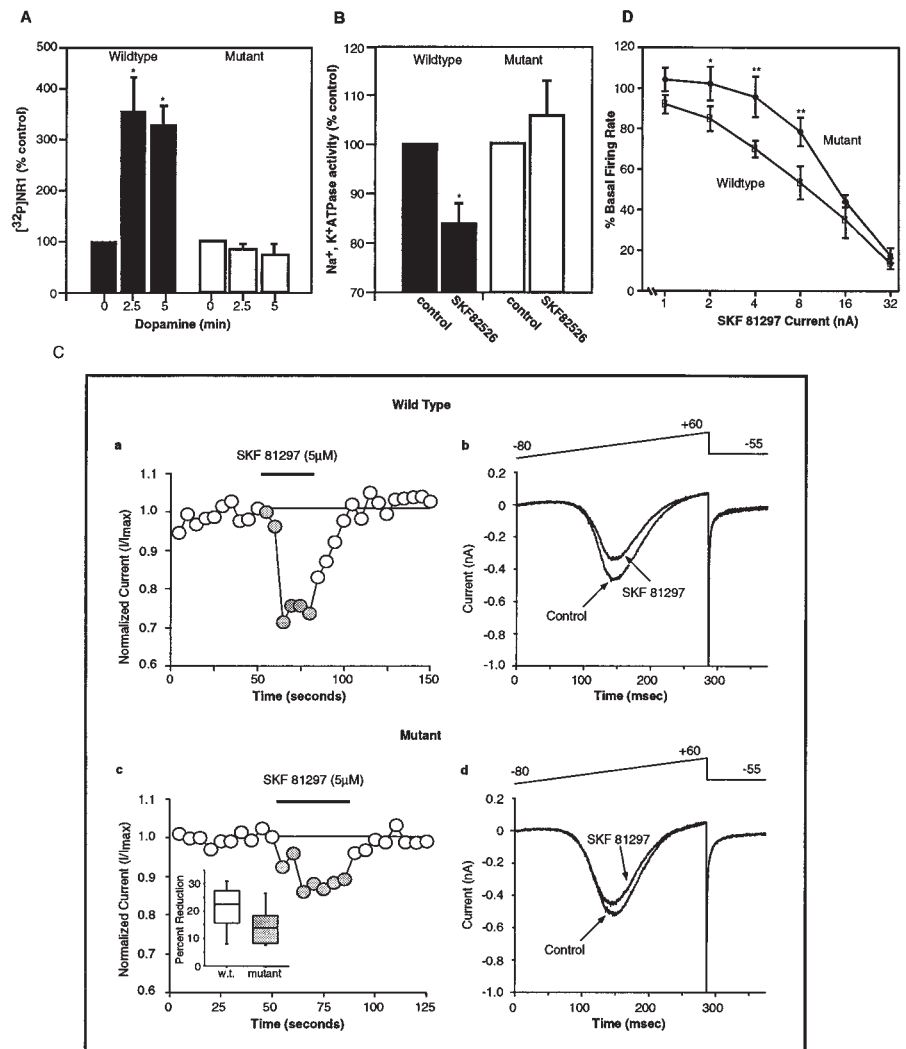 A
500
400
300
200
100
0
[32P]NR1 (% control)
Wildtype
Mutant
*
*
0
2.5
5
0
2.5
5
Dopamine (min)
B
120
110
100
90
80
70
Na+, K+ATPase activity (% control)
Wildtype
Mutant
*
control
SKF82526
control
SKF82526
D
120
100
80
60
40
20
0
% Basal Firing Rate
*
**
**
Mutant
Wildtype
1
2
4
8
16
32
SKF 81297 Current (nA)
C
Wild Type
a
SKF 81297 (5µM)
1.1
1.0
0.9
0.8
0.7
0.6
Normalized Current (I/Imax)
0
50
100
150
Time (seconds)
b
-80
+60
-55
0.2
0
-0.2
-0.4
-0.6
-0.8
-1.0
Current (nA)
Control
SKF 81297
0
100
200
300
Time (msec)
Mutant
c
SKF 81297 (5µM)
1.1
1.0
0.9
0.8
0.7
0.6
Normalized Current (I/Imax)
30
20
10
0
Percent Reduction
w.t.
mutant
0
25
50
75
100
125
Time (seconds)
d
-80
+60
-55
0.2
0
-0.2
-0.4
-0.6
-0.8
-1.0
Current (nA)
SKF 81297
Control
0
100
200
300
Time (msec)